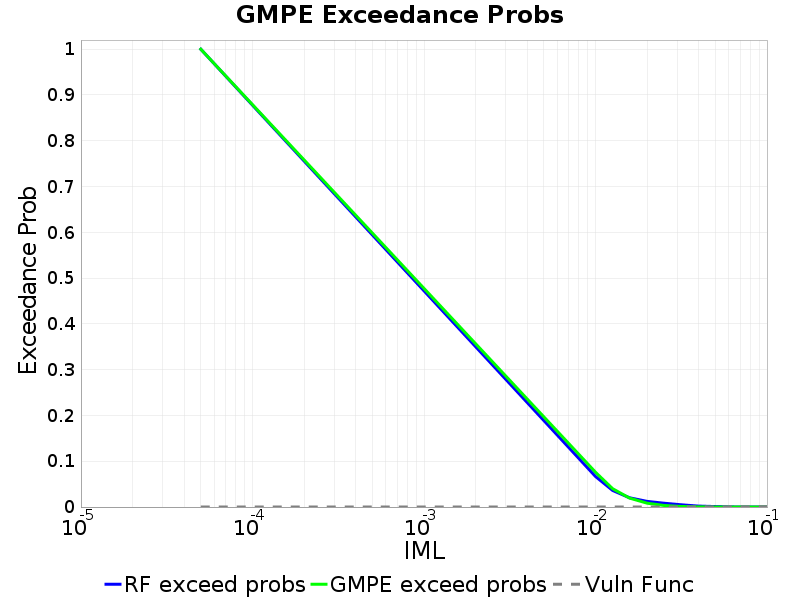 GMPE Exceedance Probs
1
0.9
0.8
0.7
0.6
0.5
0.4
0.3
0.2
0.1
0
Exceedance Prob
10-5 10-4 10-3 10-2 10-1
IML
RF exceed probs GMPE exceed probs Vuln Func